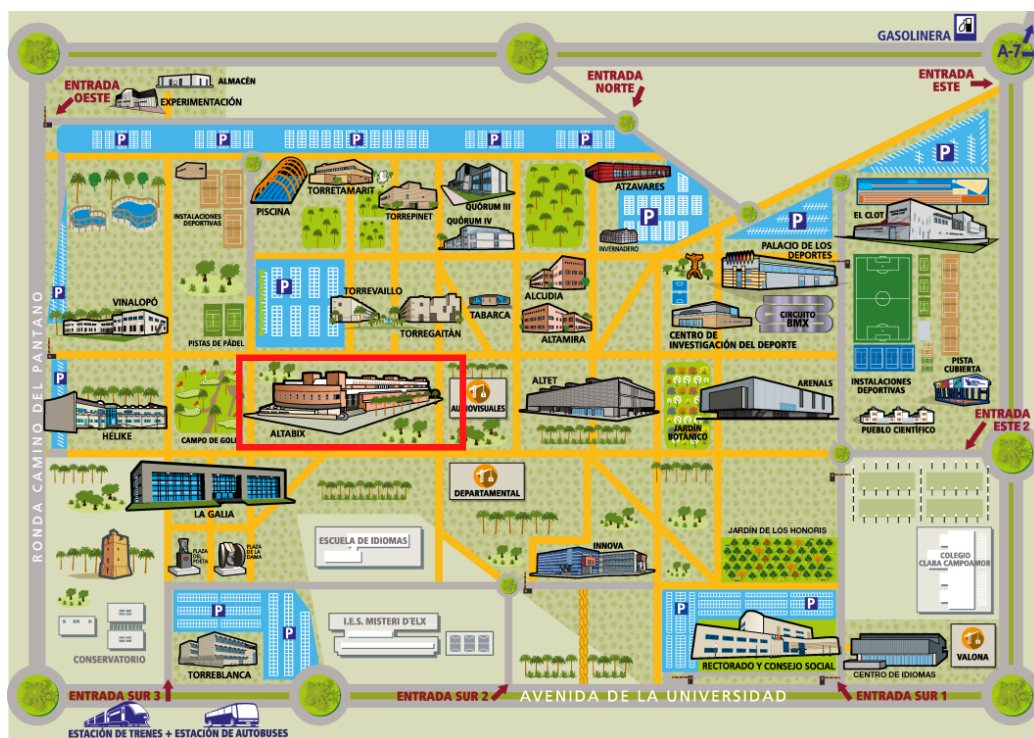 GASOLINERA
A-7
ENTRADA
OESTE
ALMACÉN
EXPERIMENTACIÓN
ENTRADA
NORTE
ENTRADA
ESTE
P
P
P
P
P
P
PISCINA
TORRETAMARIT
TORREPINET
QUÓRUM III
QUÓRUM IV
ATZAVARES
INVERNADERO
P
P
EL CLOT
INSTALACIONES
DEPORTIVAS
PALACIO DE LOS
DEPORTES
RONDA CAMINO DEL PANTANO
P
VINALOPÓ
PISTAS DE PÁDEL
P
TORREVAILLO
TORREGAITÁN
TABARCA
ALCUDIA
ALTAMIRA
CENTRO DE
INVESTIGACIÓN DEL DEPORTE
CIRCUITO
BMX
INSTALACIONES
DEPORTIVAS
PISTA
CUBIERTA
P
HÉLIKE
CAMPO DE GOLF
ALTABIX
AUDIOVISUALES
ALTET
JARDÍN
BOTÁNICO
ARENALS
PUEBLO CIENTÍFICO
ENTRADA
ESTE 2
LA GALIA
DEPARTAMENTAL
PLAZA
DEL
POETA
PLAZA
DE LA
DAMA
ESCUELA DE IDIOMAS
INNOVA
JARDÍN DE LOS HONORIS
COLEGIO
CLARA CAMPOAMOR
CONSERVATORIO
P
P
TORREBLANCA
I.E.S. MISTERI D'ELX
P
P
RECTORADO Y CONSEJO SOCIAL
CENTRO DE IDIOMAS
VALONA
ENTRADA SUR 3
ENTRADA SUR 2
AVENIDA DE LA UNIVERSIDAD
ENTRADA SUR 1
ESTACIÓN DE TRENES + ESTACIÓN DE AUTOBUSES